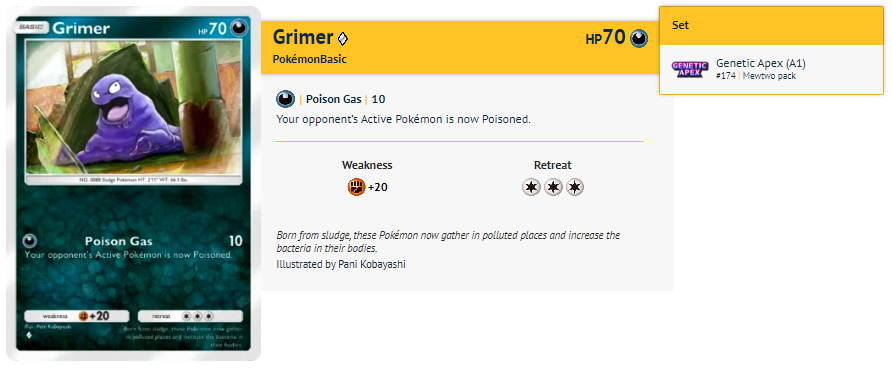 BASIC Grimer HP 70
NO. 0088 Sludge Pokémon HT: 2'11" WT: 66.1 lbs.
Poison Gas 10
Your opponent's Active Pokémon is now Poisoned.
weakness +20 retreat
Illus. Pani Kobayashi
Born from sludge, these Pokémon now gather
in polluted places and increase the bacteria in
their bodies.
Grimer HP70
PokémonBasic
| Poison Gas | 10
Your opponent's Active Pokémon is now Poisoned.
Weakness Retreat
+20
Born from sludge, these Pokémon now gather in polluted places and increase the
bacteria in their bodies.
Illustrated by Pani Kobayashi
Set
GENETIC
APEX
Genetic Apex (A1)
#174 | Mewtwo pack